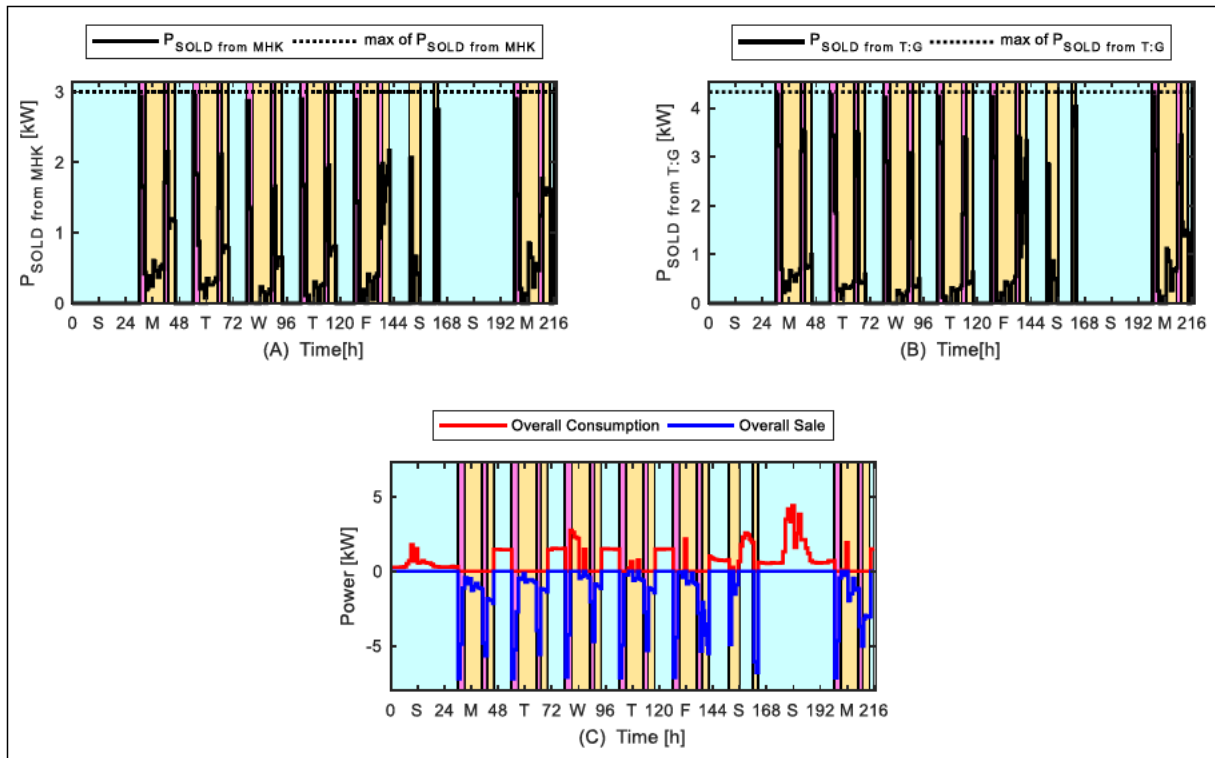 P SOLD from MHK max of P SOLD from MHK
P SOLD from MHK [kW]
3
2
1
0
0 S 24 M 48 T 72 W 96 T 120 F 144 S 168 S 192 M 216
(A) Time[h]
P SOLD from T:G max of P SOLD from T:G
P SOLD from T:G [kW]
4
3
2
1
0
0 S 24 M 48 T 72 W 96 T 120 F 144 S 168 S 192 M 216
(B) Time[h]
Overall Consumption Overall Sale
Power [kW]
5
0
-5
0 S 24 M 48 T 72 W 96 T 120 F 144 S 168 S 192 M 216
(C) Time [h]